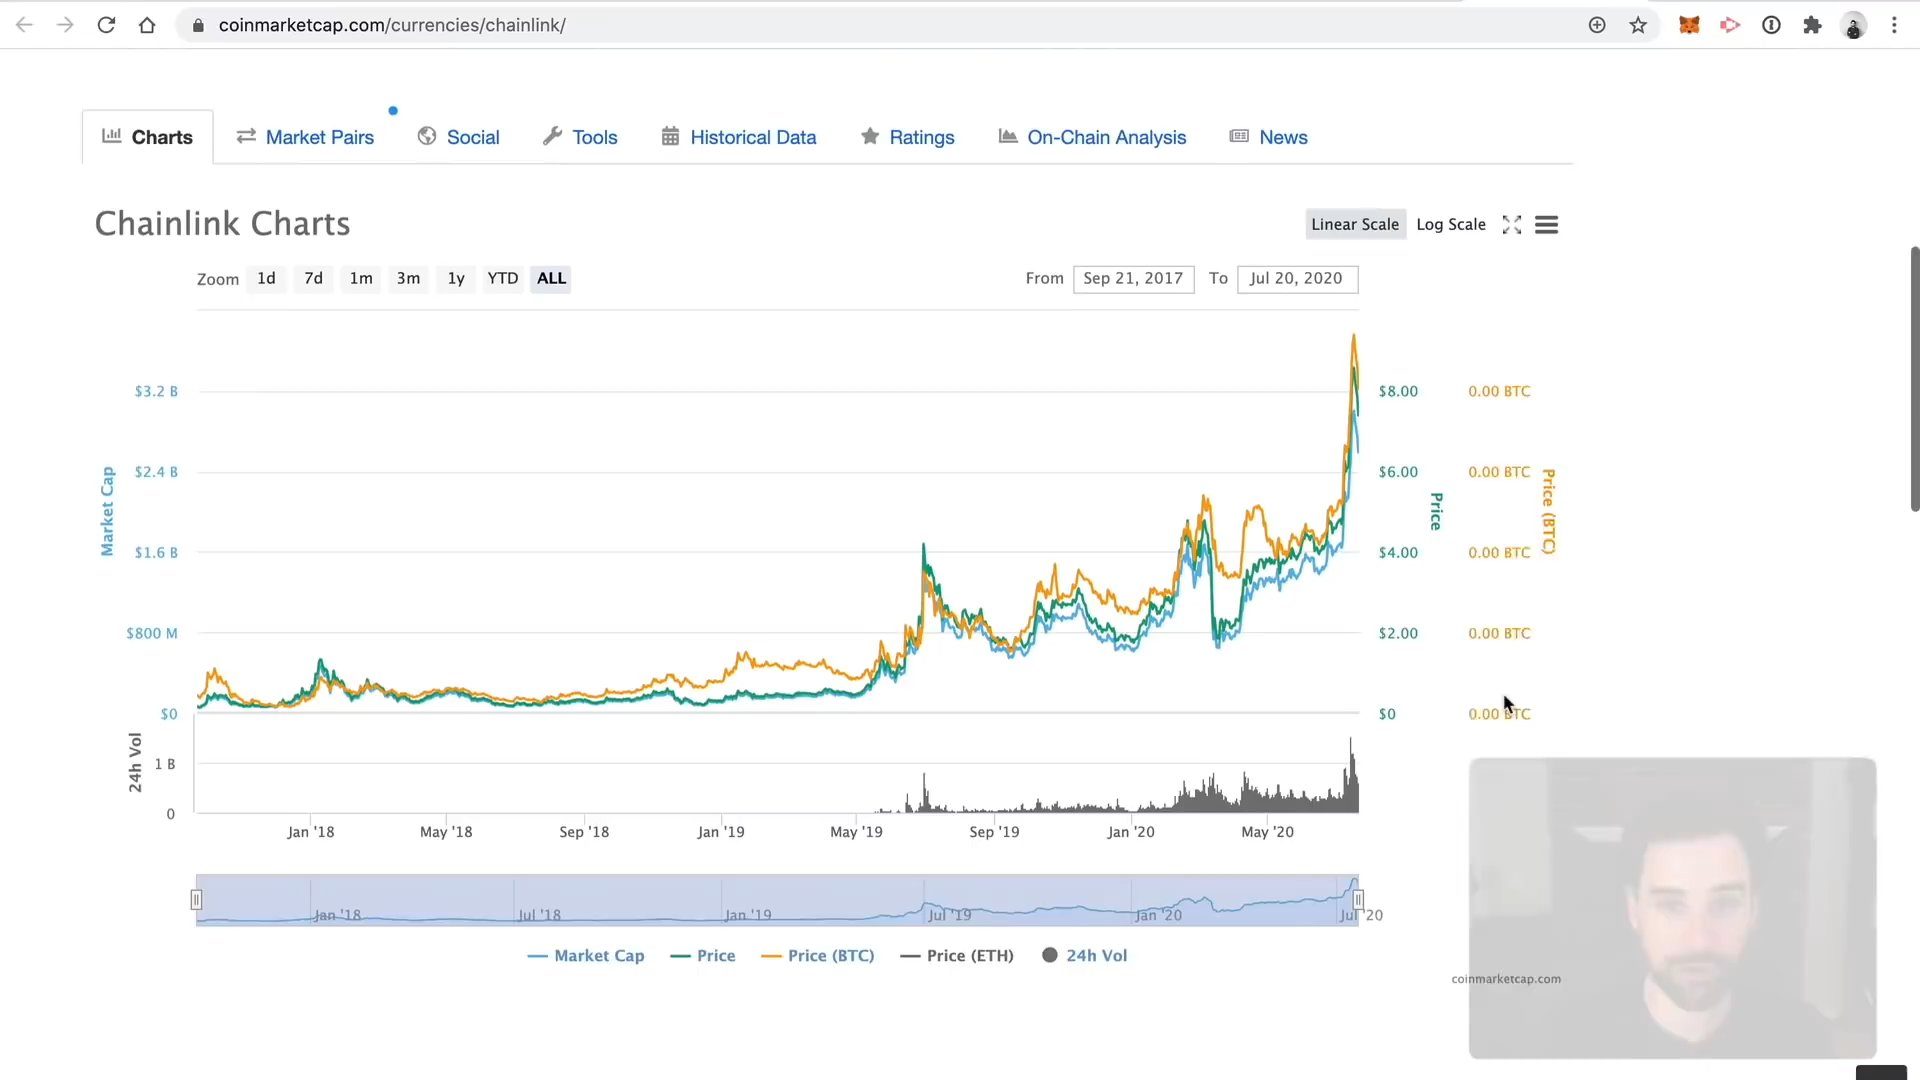 coinmarketcap.com/currencies/chainlink/
Charts Market Pairs Social Tools Historical Data Ratings On-Chain Analysis News
Chainlink Charts
Linear Scale Log Scale
Zoom 1d 7d 1m 3m 1y YTD ALL
From Sep 21, 2017 To Jul 20, 2020
$3.2 B $8.00 0.00 BTC
$2.4 B $6.00 0.00 BTC
Market Cap Price Price (BTC)
$1.6 B $4.00 0.00 BTC
$800 M $2.00 0.00 BTC
$0 $0 0.00 BTC
24h Vol
1 B
0
Jan '18 May '18 Sep '18 Jan '19 May '19 Sep '19 Jan '20 May '20
Jan '18 Jul '18 Jan '19 Jul '19 Jan '20 Jul '20
Market Cap Price Price (BTC) Price (ETH) 24h Vol
coinmarketcap.com